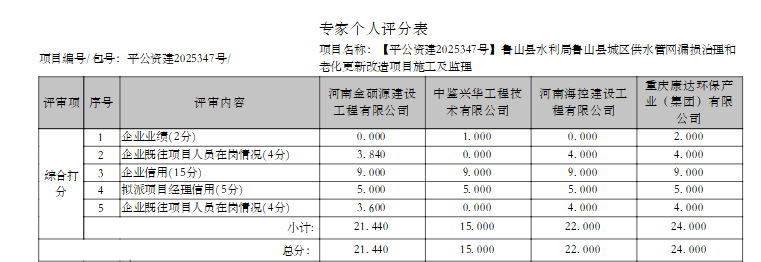 专家个人评分表
项目编号/包号：平公资建2025347号/
项目名称：【平公资建2025347号】鲁山县水利局鲁山县城区供水管网漏损治理和
老化更新改造项目施工及监理
评审项 序号 评审内容 河南金硕源建设工程有限公司 中鉴兴华工程技术有限公司 河南海控建设工程有限公司 重庆康达环保产业（集团）有限公司
综合打分
1 企业业绩(2分) 0.000 1.000 0.000 2.000
2 企业既往项目人员在岗情况(4分) 3.840 0.000 4.000 4.000
3 企业信用(15分) 9.000 9.000 9.000 9.000
4 拟派项目经理信用(5分) 5.000 5.000 5.000 5.000
5 企业既往项目人员在岗情况(4分) 3.600 0.000 4.000 4.000
小计： 21.440 15.000 22.000 24.000
总分： 21.440 15.000 22.000 24.000